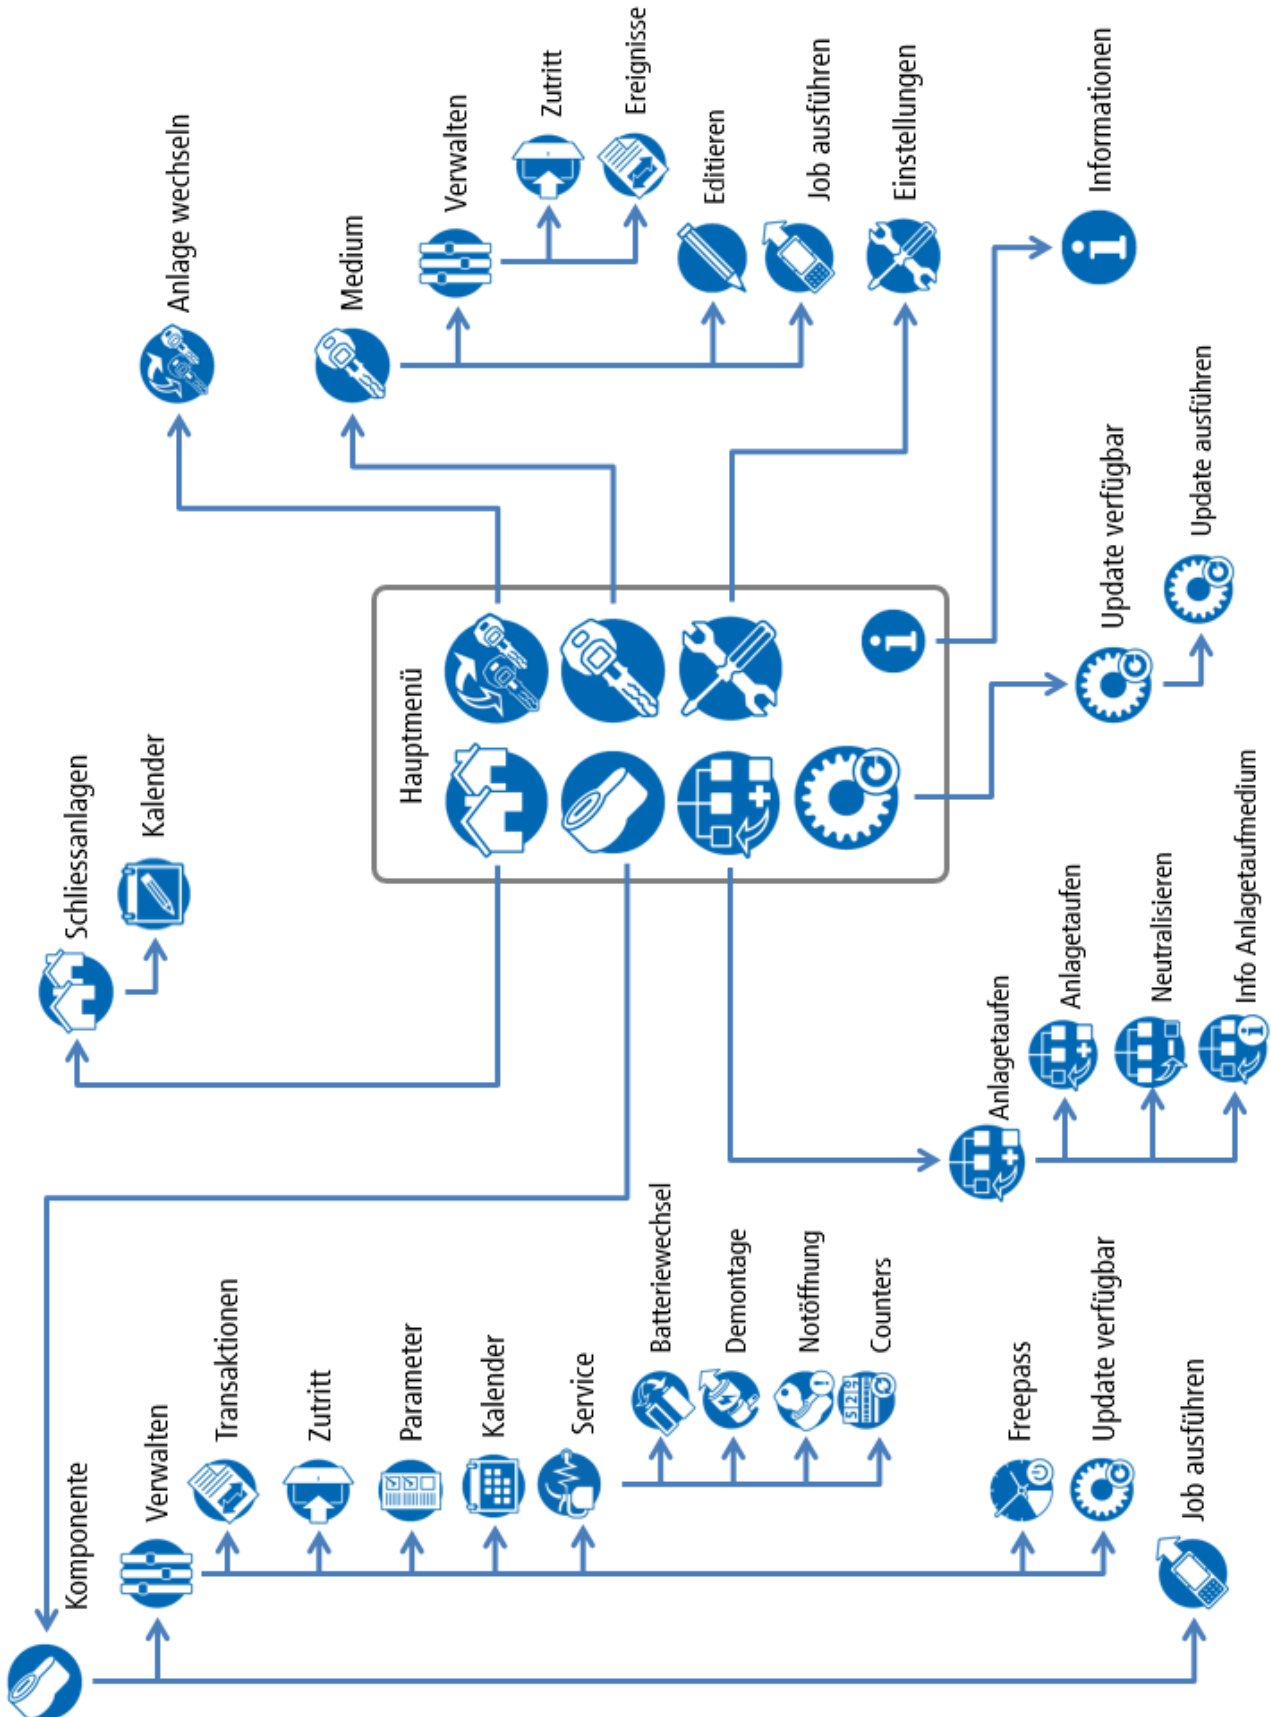 Komponente
Verwalten
Transaktionen
Zutritt
Parameter
Kalender
Service
Batteriewechsel
Demontage
Notöffnung
Counters
Freepass
Update verfügbar
Job ausführen
Schliessanlagen
Kalender
Anlagetaufen
Anlagetaufen
Neutralisieren
Info Anlagetaufmedium
Hauptmenü
Update verfügbar
Update ausführen
Anlage wechseln
Medium
Verwalten
Zutritt
Ereignisse
Editieren
Job ausführen
Einstellungen
Informationen